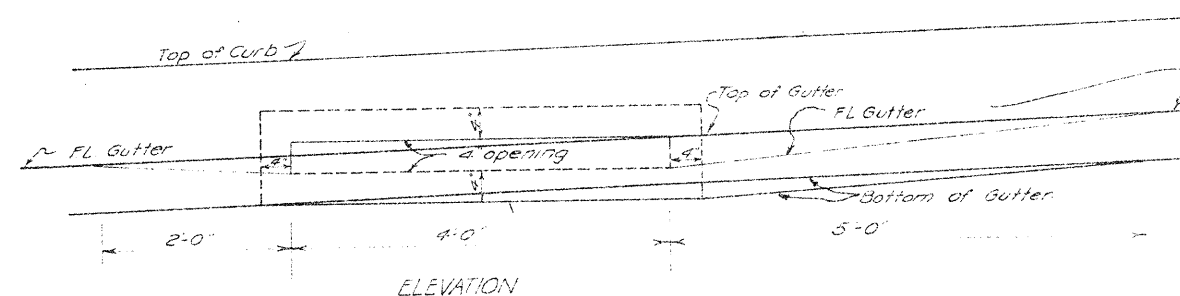 Top of Curb
Top of Gutter
FL Gutter
FL Gutter
4" opening
4"
4"
Bottom of Gutter
2'-0"
4'-0"
5'-0"
ELEVATION